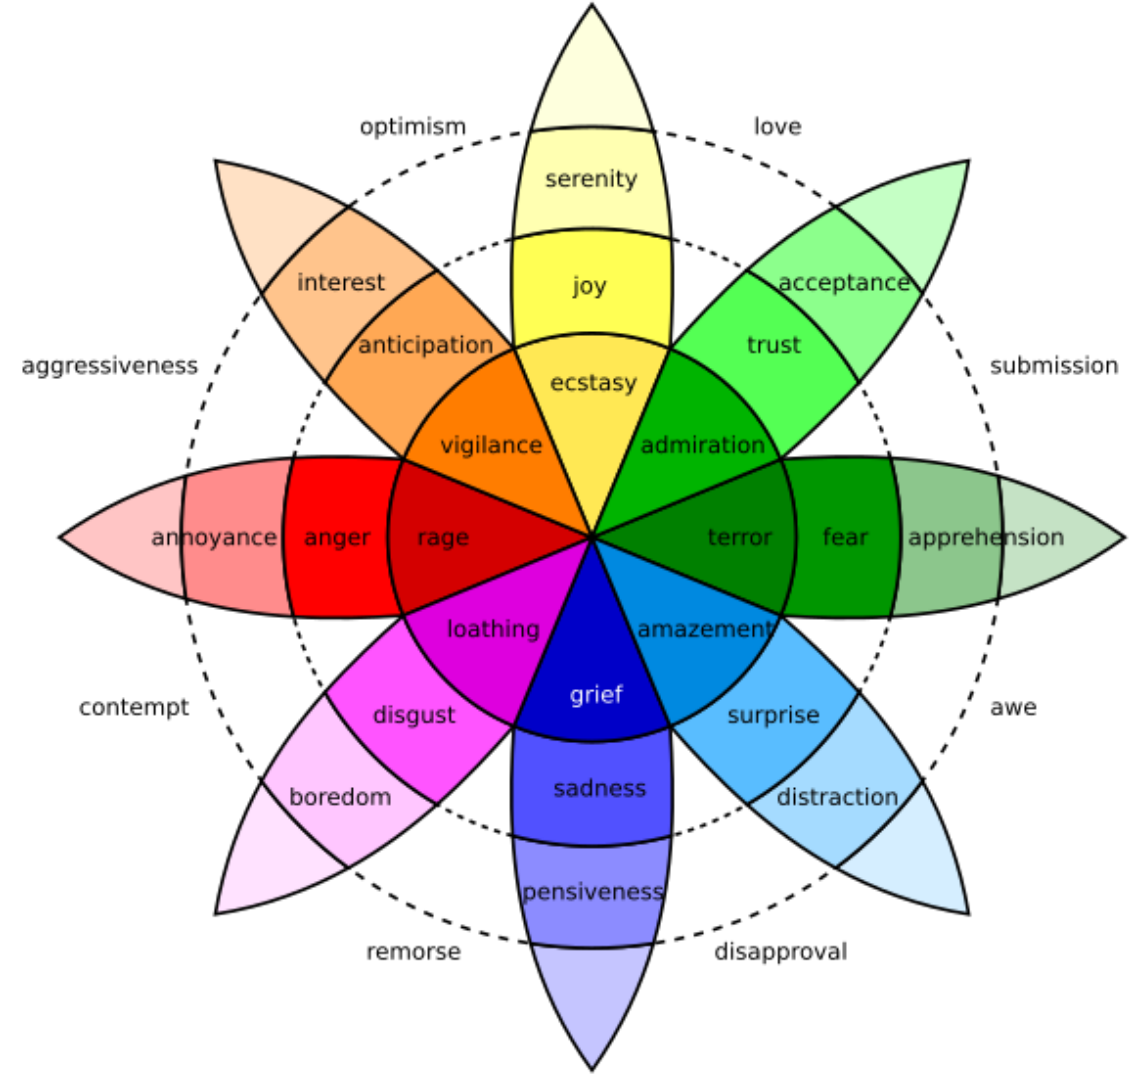 optimism
love
serenity
interest
acceptance
joy
anticipation
trust
aggressiveness
submission
ecstasy
vigilance
admiration
annoyance
anger
rage
terror
fear
apprehension
loathing
amazement
grief
contempt
disgust
surprise
awe
sadness
boredom
distraction
pensiveness
remorse
disapproval